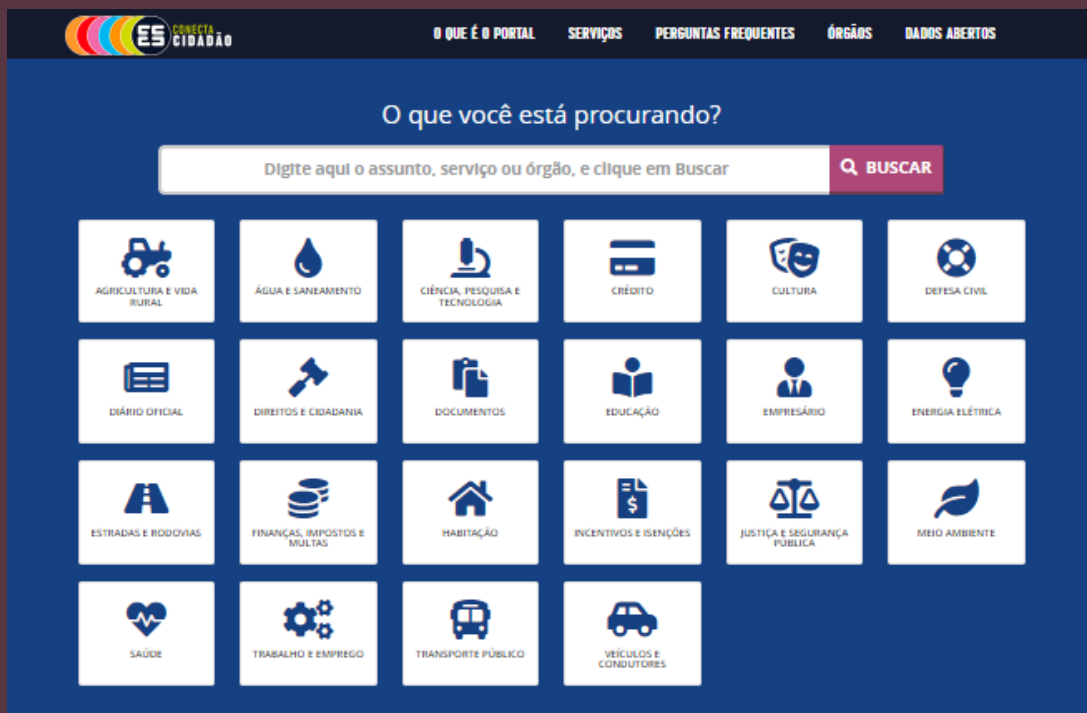 ES CONECTA CIDADÃO
O QUE É O PORTAL
SERVIÇOS
PERGUNTAS FREQUENTES
ÓRGÃOS
DADOS ABERTOS
O que você está procurando?
Digite aqui o assunto, serviço ou órgão, e clique em Buscar
BUSCAR
AGRICULTURA E VIDA
RURAL
ÁGUA E SANEAMENTO
CIÊNCIA, PESQUISA E
TECNOLOGIA
CRÉDITO
CULTURA
DEFESA CIVIL
DIÁRIO OFICIAL
DIREITOS E CIDADANIA
DOCUMENTOS
EDUCAÇÃO
EMPRESÁRIO
ENERGIA ELÉTRICA
ESTRADAS E RODOVIAS
FINANÇAS, IMPOSTOS E
MULTAS
HABITAÇÃO
$
INCENTIVOS E ISENÇÕES
JUSTIÇA E SEGURANÇA
PÚBLICA
MEIO AMBIENTE
SAÚDE
TRABALHO E EMPREGO
TRANSPORTE PÚBLICO
VEÍCULOS E
CONDUTORES